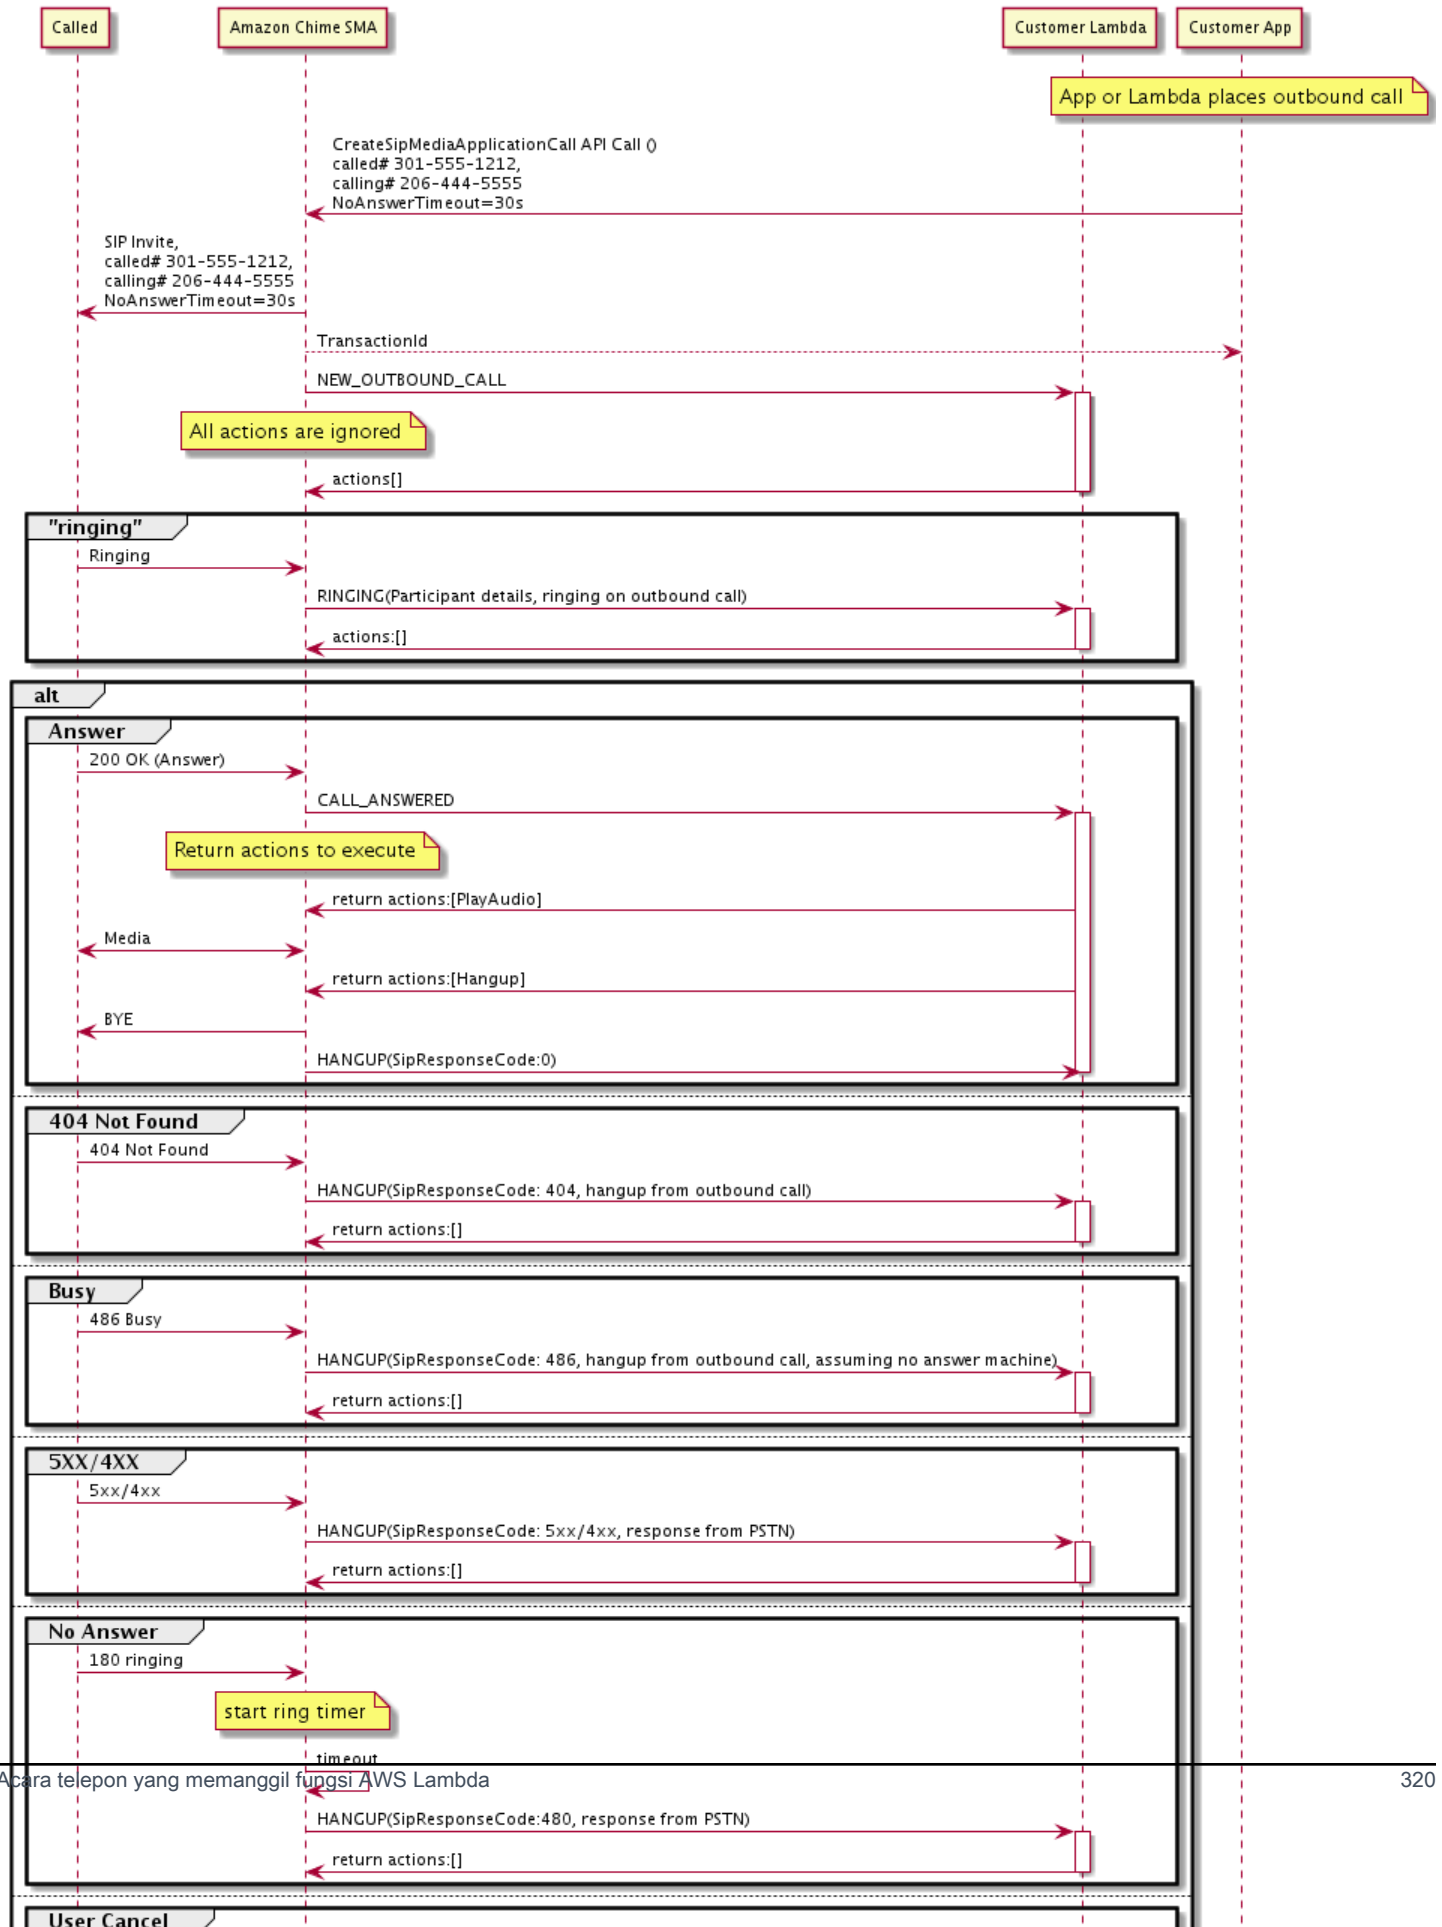 Called
Amazon Chime SMA
Customer Lambda
Customer App
App or Lambda places outbound call
CreateSipMediaApplicationCall API Call ()
called# 301-555-1212,
calling# 206-444-5555
NoAnswerTimeout=30s
SIP Invite,
called# 301-555-1212,
calling# 206-444-5555
NoAnswerTimeout=30s
TransactionId
NEW_OUTBOUND_CALL
All actions are ignored
actions[]
"ringing"
Ringing
RINGING(Participant details, ringing on outbound call)
actions:[]
alt
Answer
200 OK (Answer)
CALL_ANSWERED
Return actions to execute
return actions:[PlayAudio]
Media
return actions:[Hangup]
BYE
HANGUP(SipResponseCode:0)
404 Not Found
404 Not Found
HANGUP(SipResponseCode: 404, hangup from outbound call)
return actions:[]
Busy
486 Busy
HANGUP(SipResponseCode: 486, hangup from outbound call, assuming no answer machine)
return actions:[]
5XX/4XX
5xx/4xx
HANGUP(SipResponseCode: 5xx/4xx, response from PSTN)
return actions:[]
No Answer
180 ringing
start ring timer
timeout
Acara telepon yang memanggil fungsi AWS Lambda
320
HANGUP(SipResponseCode:480, response from PSTN)
return actions:[]
User Cancel